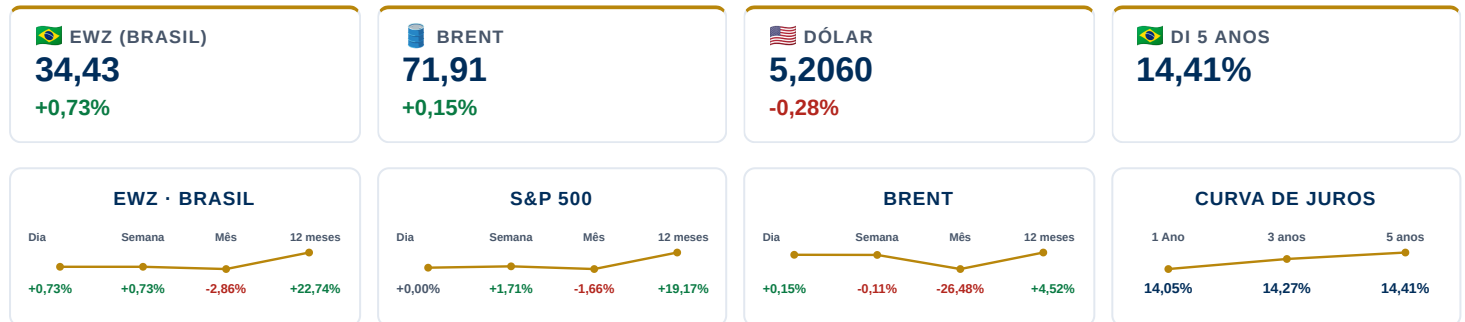 EWZ (BRASIL)
34,43
+0,73%
BRENT
71,91
+0,15%
DÓLAR
5,2060
-0,28%
DI 5 ANOS
14,41%
EWZ · BRASIL
Dia Semana Mês 12 meses
+0,73% +0,73% -2,86% +22,74%
S&P 500
Dia Semana Mês 12 meses
+0,00% +1,71% -1,66% +19,17%
BRENT
Dia Semana Mês 12 meses
+0,15% -0,11% -26,48% +4,52%
CURVA DE JUROS
1 Ano 3 anos 5 anos
14,05% 14,27% 14,41%